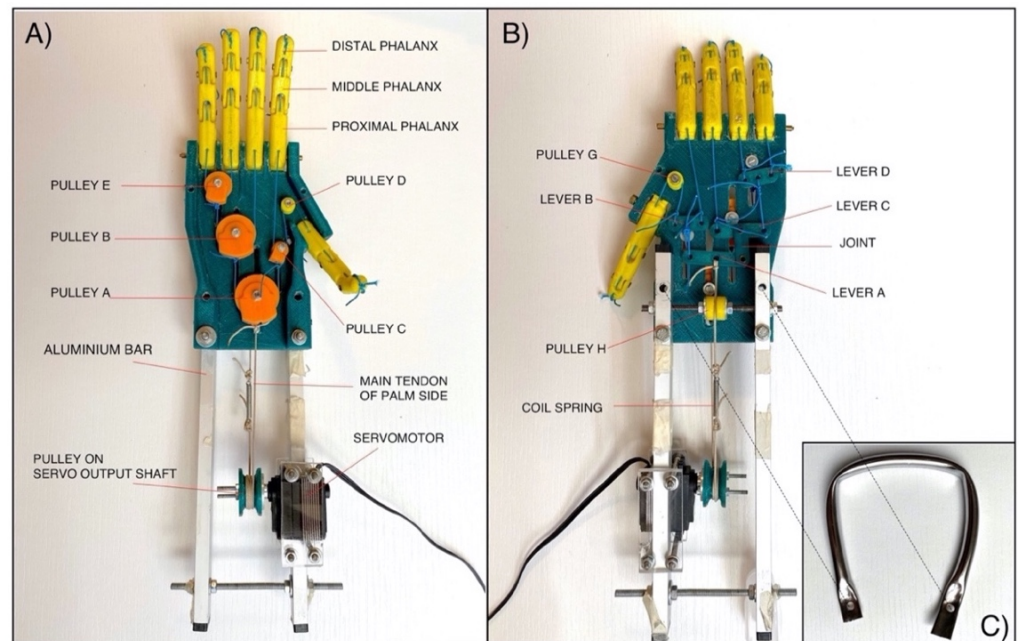 A)
DISTAL PHALANX
MIDDLE PHALANX
PROXIMAL PHALANX
PULLEY E
PULLEY D
PULLEY B
PULLEY A
PULLEY C
ALUMINIUM BAR
MAIN TENDON
OF PALM SIDE
SERVOMOTOR
PULLEY ON
SERVO OUTPUT SHAFT
B)
PULLEY G
LEVER D
LEVER B
LEVER C
JOINT
LEVER A
PULLEY H
COIL SPRING
C)